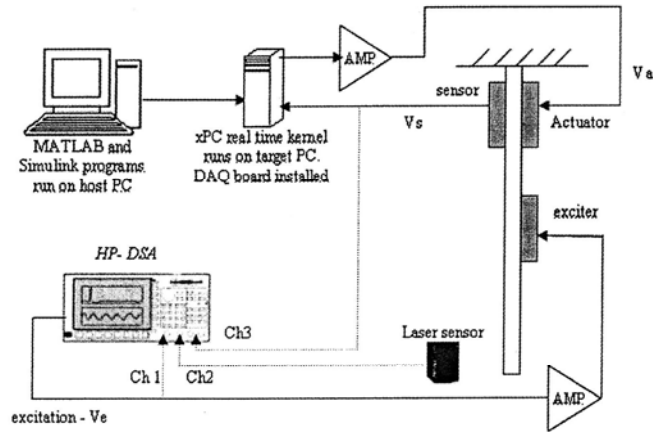 AMP.
sensor
Va
Vs
Actuator
MATLAB and
Simulink programs
run on host PC
xPC real time kernel
runs on target PC.
DAQ board installed
exciter
HP- DSA
Ch3
Laser sensor
Ch 1
Ch2
AMP.
excitation - Ve